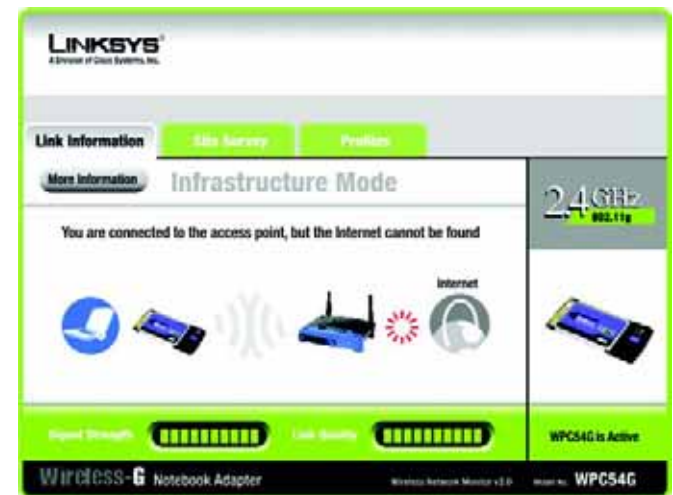 LINKSYS®
A Division of Cisco Systems, Inc.
Link Information
Site Survey
Profiles
More Information
Infrastructure Mode
2.4 GHz
802.11g
You are connected to the access point, but the Internet cannot be found
Internet
Signal Strength
Link Quality
WPC54G is Active
Wireless-G Notebook Adapter
Wireless Network Monitor v2.0
Model No. WPC54G